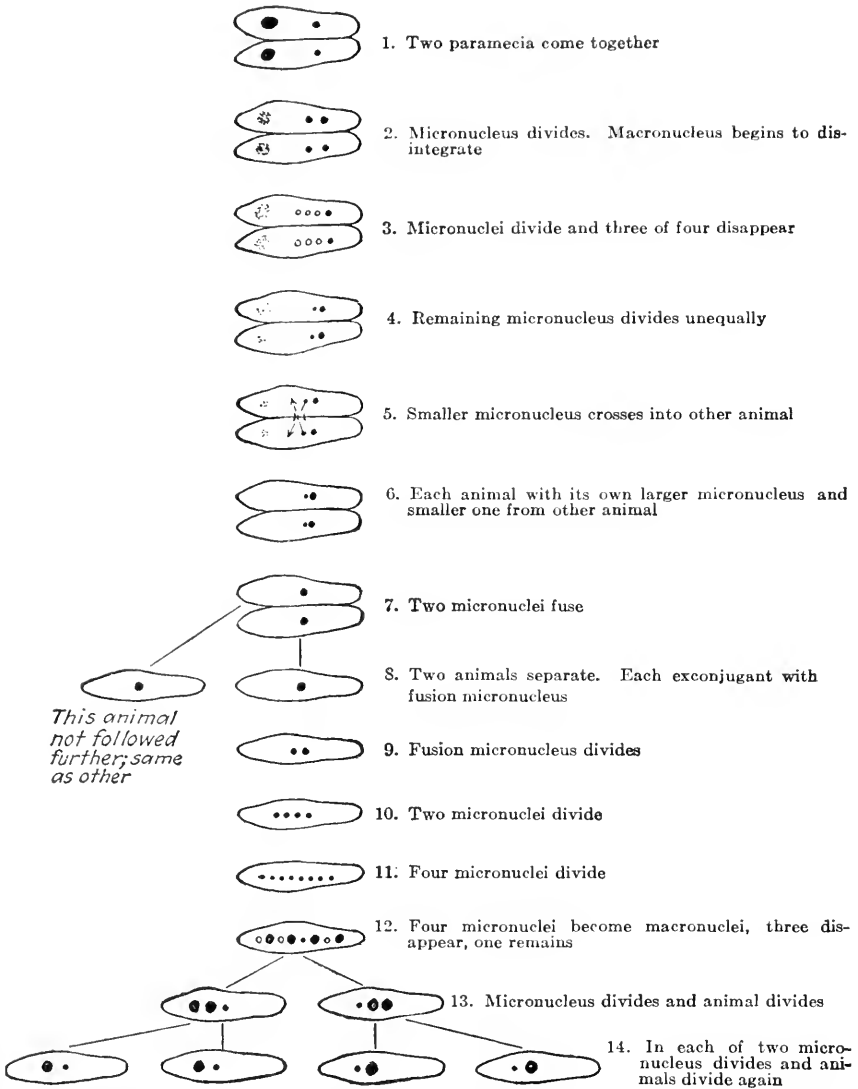 1. Two paramecia come together
2. Micronucleus divides. Macronucleus begins to dis-
integrate
3. Micronuclei divide and three of four disappear
4. Remaining micronucleus divides unequally
5. Smaller micronucleus crosses into other animal
6. Each animal with its own larger micronucleus and
smaller one from other animal
7. Two micronuclei fuse
8. Two animals separate. Each exconjugant with
fusion micronucleus
This animal
not followed
further; same
as other
9. Fusion micronucleus divides
10. Two micronuclei divide
11. Four micronuclei divide
12. Four micronuclei become macronuclei, three dis-
appear, one remains
13. Micronucleus divides and animal divides
14. In each of two micro-
nucleus divides and ani-
mals divide again